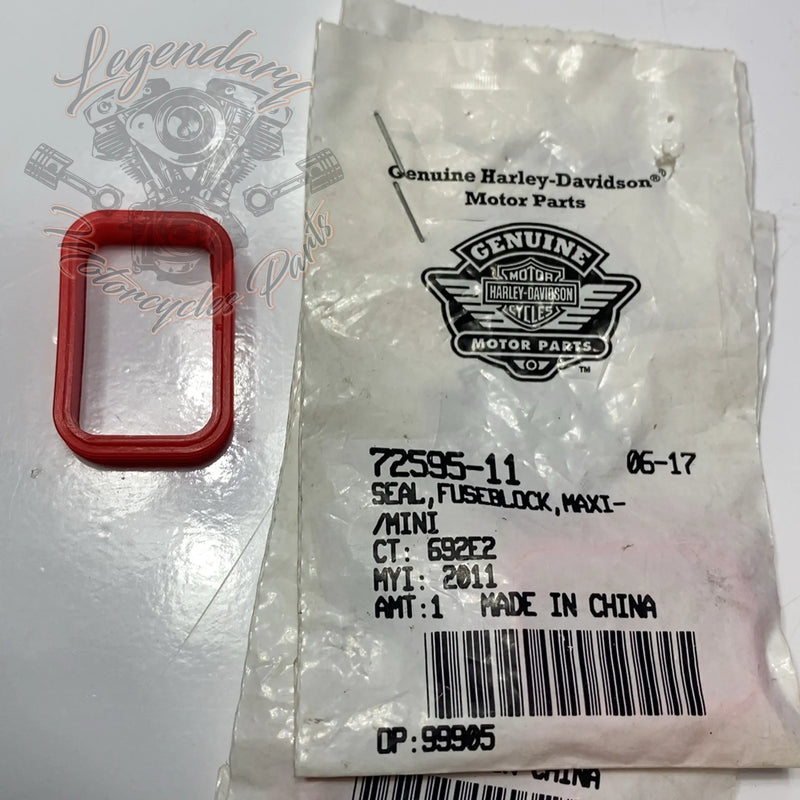 Legendary
Motorcycles Parts
Genuine Harley-Davidson®
Motor Parts
GENUINE
MOTOR
HARLEY-DAVIDSON
CYCLES
MOTOR PARTS
™
72595-11 06-17
SEAL,FUSEBLOCK,MAXI-
/MINI
CT: 692E2
MYI: 2011
AMT:1 MADE IN CHINA
OP:99905
CHINA